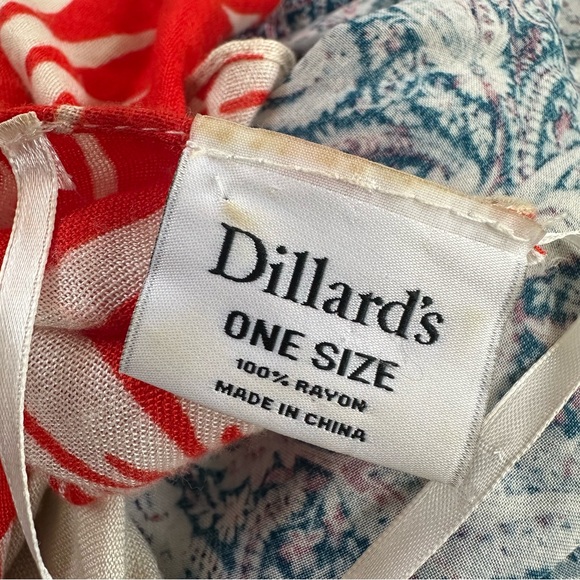 Dillard's
ONE SIZE
100% RAYON
MADE IN CHINA